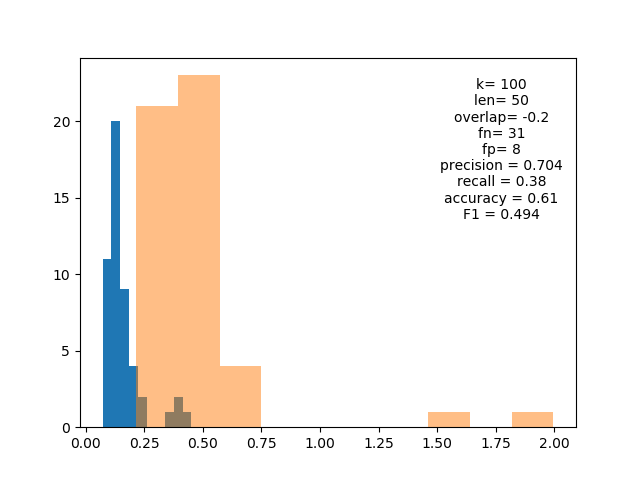 k= 100
len= 50
overlap= -0.2
fn= 31
fp= 8
precision = 0.704
recall = 0.38
accuracy = 0.61
F1 = 0.494
20
15
10
5
0
0.00 0.25 0.50 0.75 1.00 1.25 1.50 1.75 2.00